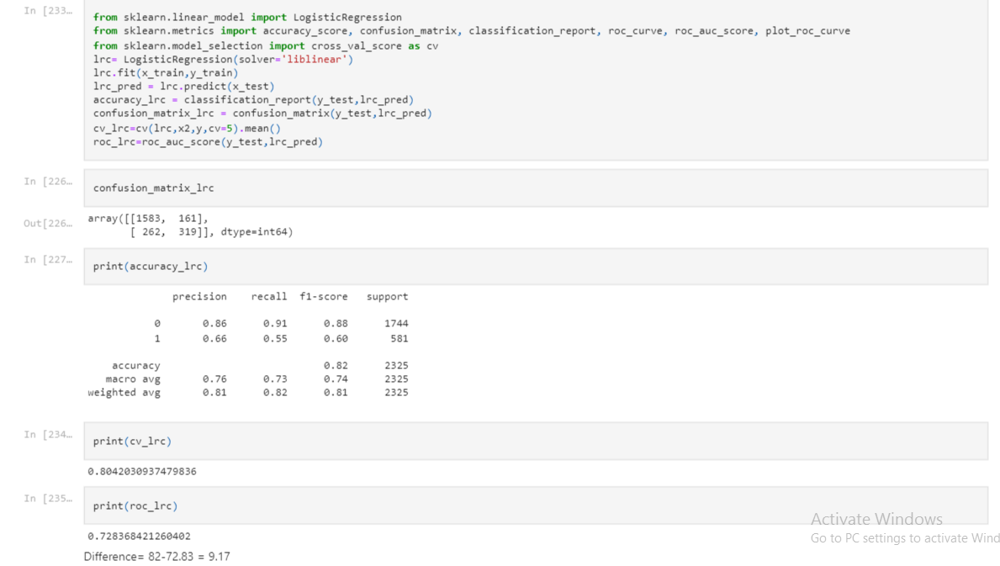 In [233…
from sklearn.linear_model import LogisticRegression
from sklearn.metrics import accuracy_score, confusion_matrix, classification_report, roc_curve, roc_auc_score, plot_roc_curve
from sklearn.model_selection import cross_val_score as cv
lrc= LogisticRegression(solver='liblinear')
lrc.fit(x_train,y_train)
lrc_pred = lrc.predict(x_test)
accuracy_lrc = classification_report(y_test,lrc_pred)
confusion_matrix_lrc = confusion_matrix(y_test,lrc_pred)
cv_lrc=cv(lrc,x2,y,cv=5).mean()
roc_lrc=roc_auc_score(y_test,lrc_pred)
In [226…
confusion_matrix_lrc
Out[226…
array([[1583,  161],
       [ 262,  319]], dtype=int64)
In [227…
print(accuracy_lrc)
              precision    recall  f1-score   support
           0       0.86      0.91      0.88      1744
           1       0.66      0.55      0.60       581
    accuracy                           0.82      2325
   macro avg       0.76      0.73      0.74      2325
weighted avg       0.81      0.82      0.81      2325
In [234…
print(cv_lrc)
0.8042030937479836
In [235…
print(roc_lrc)
0.728368421260402
Difference= 82-72.83 = 9.17
Activate Windows
Go to PC settings to activate Wind